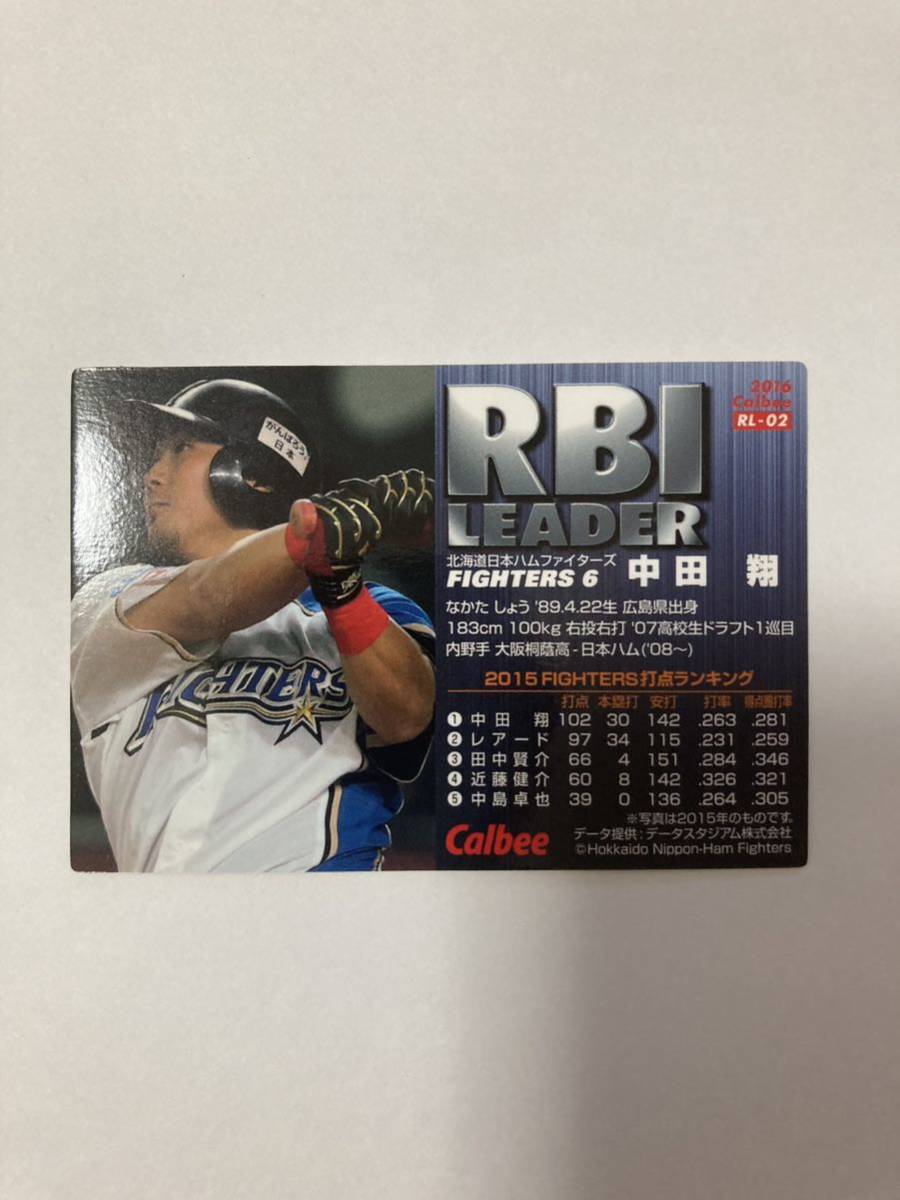 がんばろう!
日本
FIGHTERS
RBI
LEADER
2016
Calbee
RL-02
北海道日本ハムファイターズ
FIGHTERS 6 中田 翔
なかた しょう '89.4.22生 広島県出身
183cm 100kg 右投右打 '07高校生ドラフト1巡目
内野手 大阪桐蔭高-日本ハム('08〜)
2015 FIGHTERS打点ランキング
打点 本塁打 安打 打率 得点圏打率
❶中田 翔 102 30 142 .263 .281
❷レアード 97 34 115 .231 .259
❸田中賢介 66 4 151 .284 .346
❹近藤健介 60 8 142 .326 .321
❺中島卓也 39 0 136 .264 .305
※写真は2015年のものです。
Calbee データ提供:データスタジアム株式会社
©Hokkaido Nippon-Ham Fighters